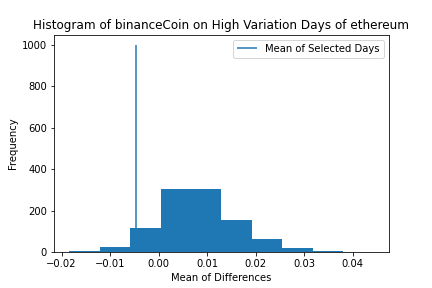 Histogram of binanceCoin on High Variation Days of ethereum
Mean of Selected Days
1000
800
600
400
200
0
Frequency
−0.02 −0.01 0.00 0.01 0.02 0.03 0.04
Mean of Differences